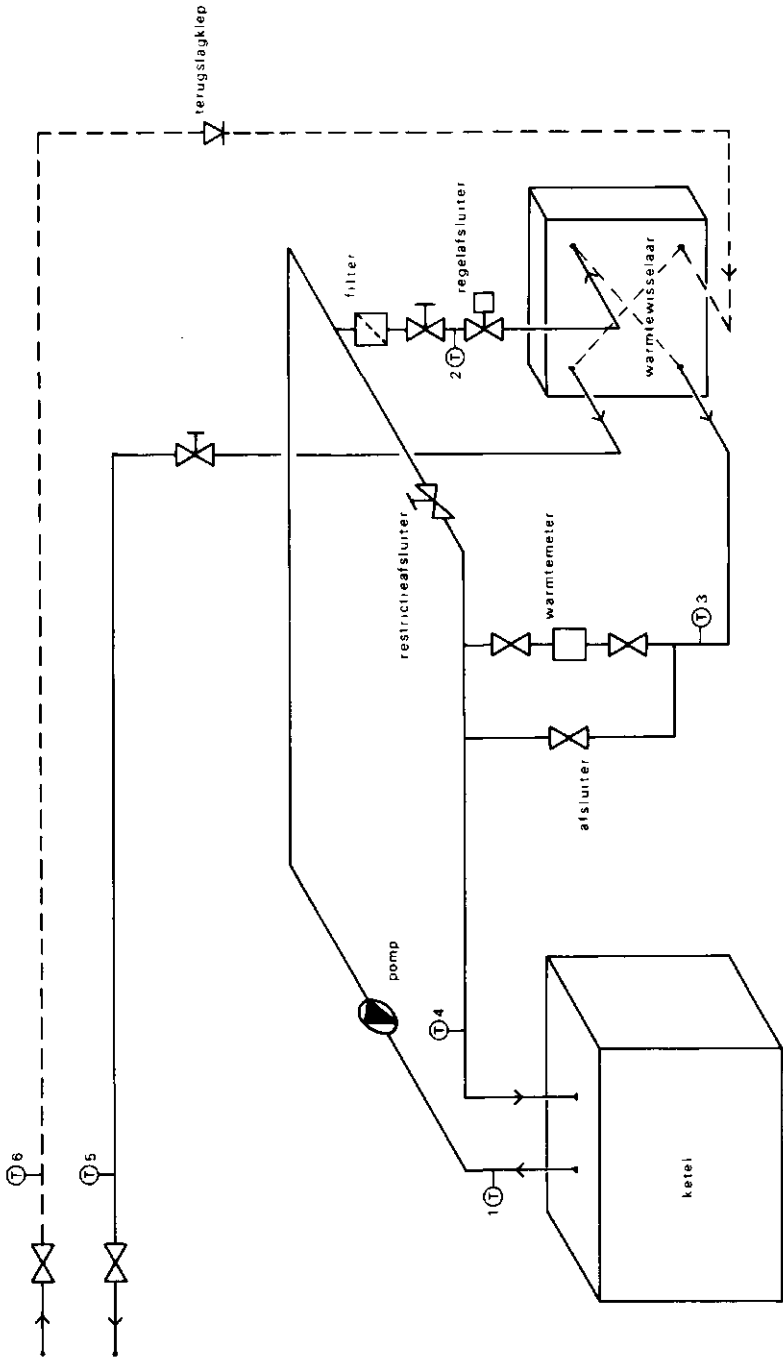 terugslagklep
filter
regelafsluiter
2 T
warmtewisselaar
restrictieafsluiter
warmtemeter
T 3
afsluiter
pomp
T 4
T 6
T 5
1 T
ketel